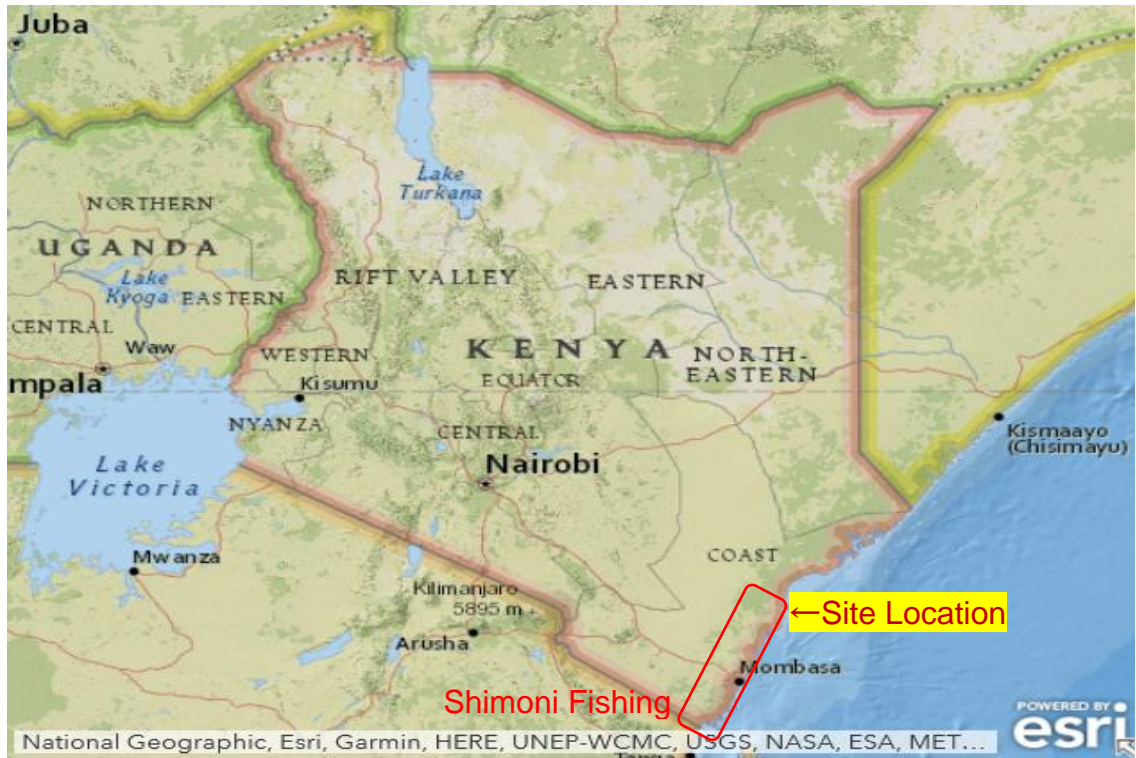 Juba
Lake
Turkana
NORTHERN
UGANDA
Lake
Kyoga
EASTERN
RIFT VALLEY
EASTERN
CENTRAL
Waw
WESTERN
KENYA
NORTH-
EASTERN
mpala
Kisumu
EQUATOR
NYANZA
CENTRAL
Kismaayo
(Chisimayu)
Nairobi
Lake
Victoria
COAST
Mwanza
Kilimanjaro
5895 m
←Site Location
Arusha
Mombasa
Shimoni Fishing
POWERED BY
esri
National Geographic, Esri, Garmin, HERE, UNEP-WCMC, USGS, NASA, ESA, MET...
Tanga